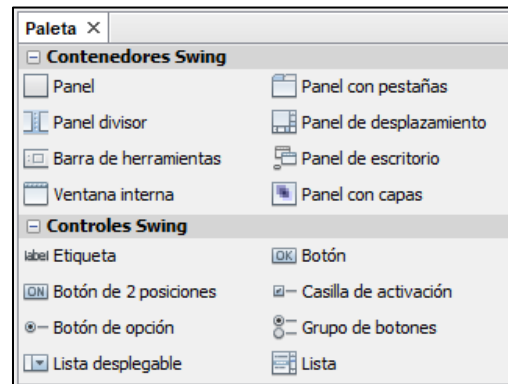 Paleta
Contenedores Swing
Panel Panel con pestañas
Panel divisor Panel de desplazamiento
Barra de herramientas Panel de escritorio
Ventana interna Panel con capas
Controles Swing
label Etiqueta OK Botón
ON Botón de 2 posiciones Casilla de activación
Botón de opción Grupo de botones
Lista desplegable Lista